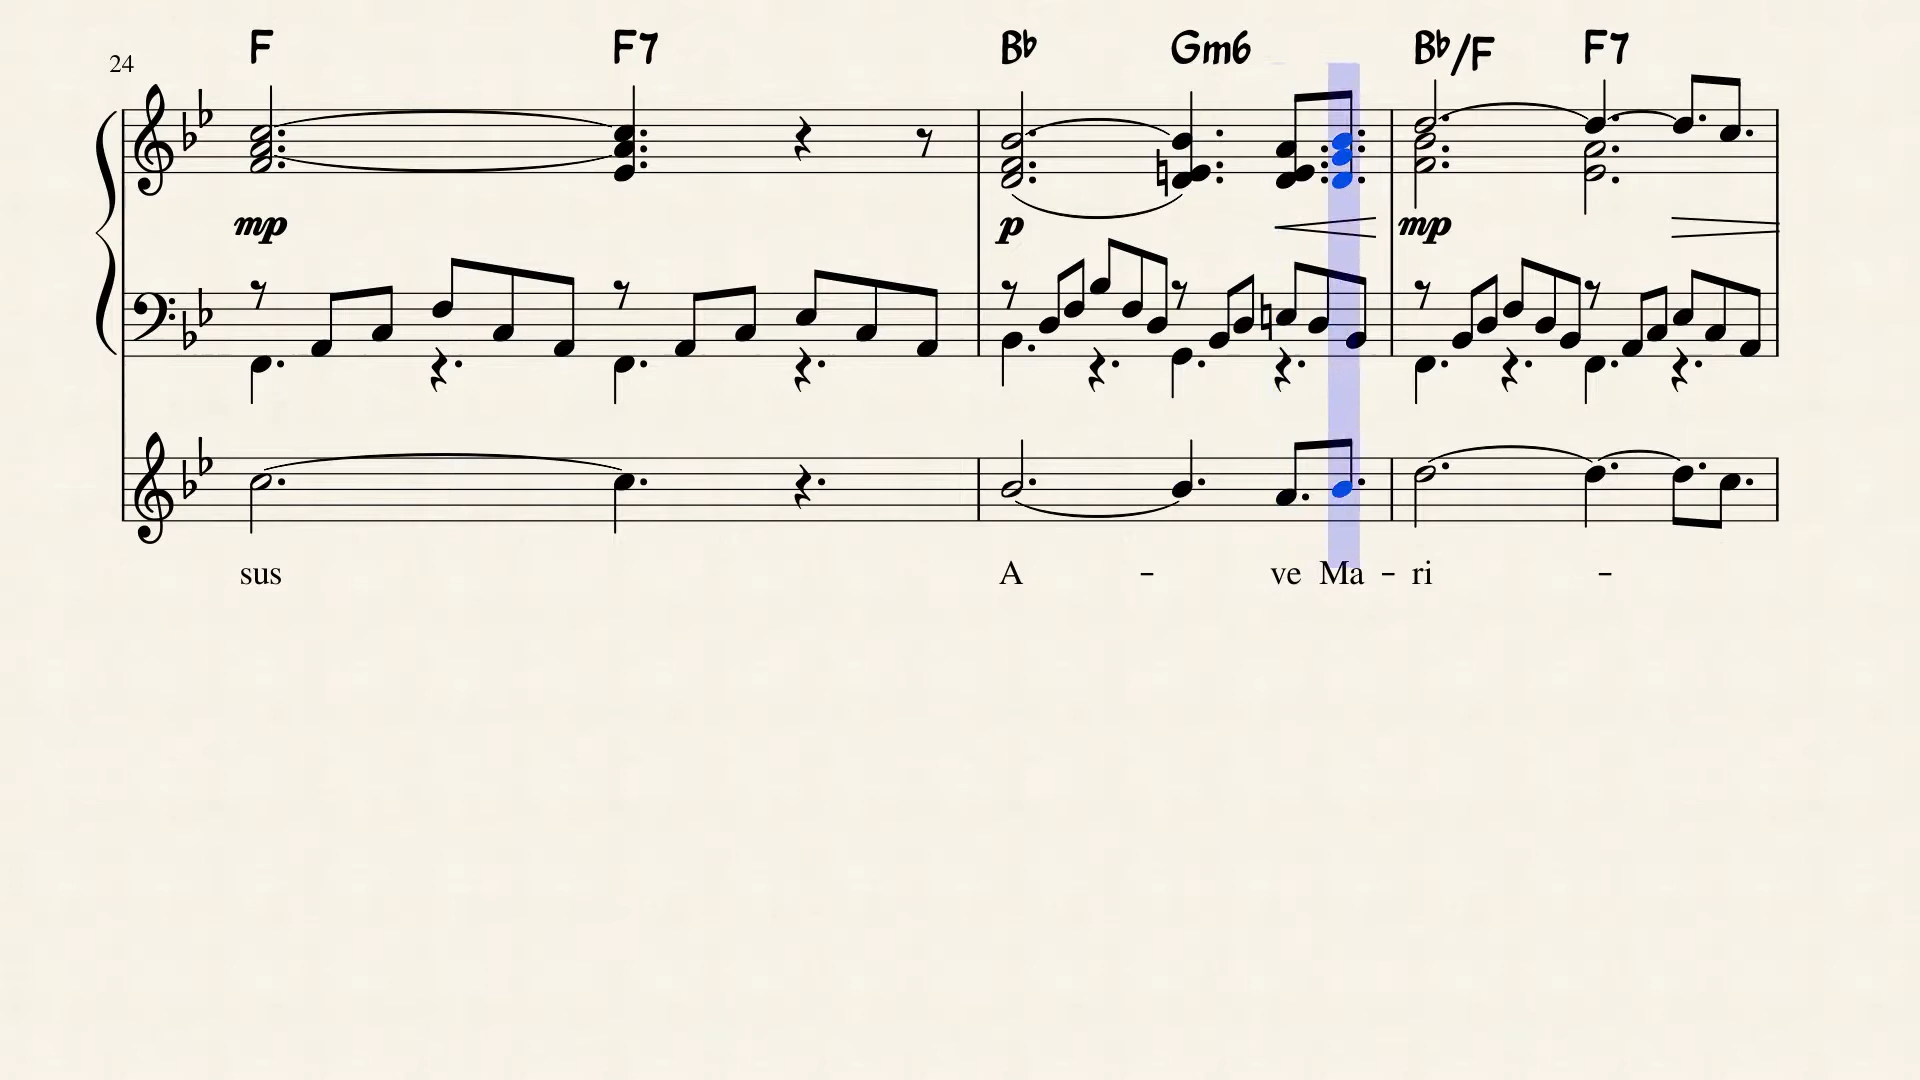 F F7 B♭ Gm6 B♭/F F7
24
mp p mp
sus A - ve Ma - ri -